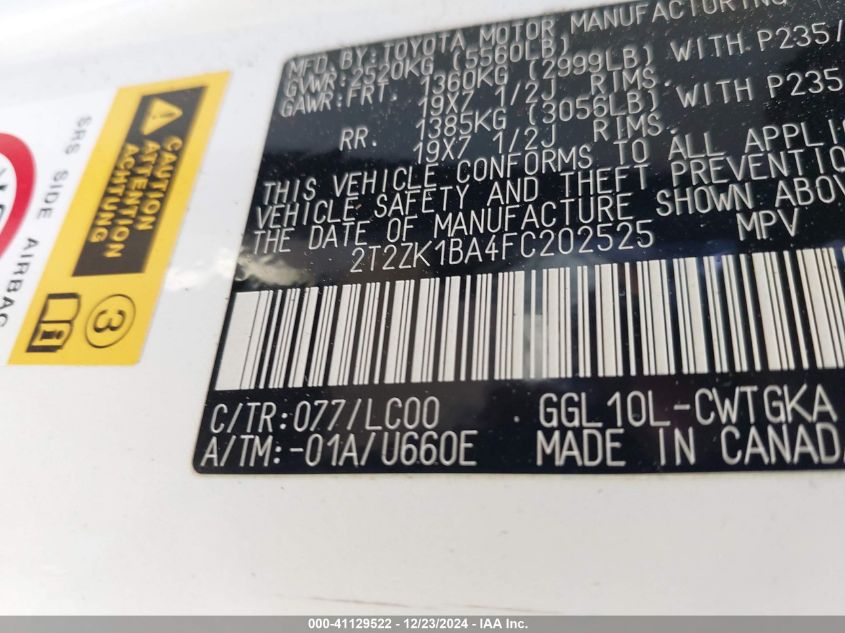 MFD. BY: TOYOTA MOTOR MANUFACTURING
GVWR: 2520KG (5560LB)
GAWR: FRT. 1360KG (2999LB) WITH P235/
19X7 1/2J RIMS.
RR. 1385KG (3056LB) WITH P235
19X7 1/2J RIMS.
THIS VEHICLE CONFORMS TO ALL
VEHICLE SAFETY AND THEFT PREVENTION
THE DATE OF MANUFACTURE SHOWN
2T2ZK1BA4FC202525 MPV
C/TR:077/LC00 GGL10L-CWTGKA
A/TM:-01A/U660E MADE IN CANADA
CAUTION
ATTENTION
ACHTUNG
3
SRS SIDE AIRBAG
000-41129522 - 12/23/2024 - IAA Inc.